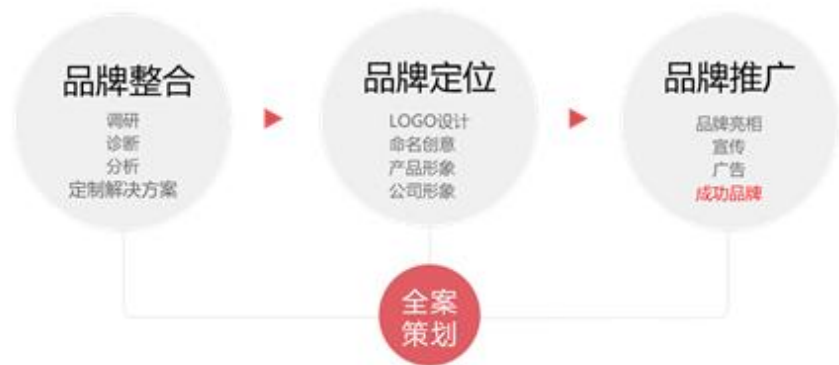 品牌整合
调研
诊断
分析
定制解决方案
品牌定位
LOGO设计
命名创意
产品形象
公司形象
品牌推广
品牌亮相
宣传
广告
成功品牌
全案
策划